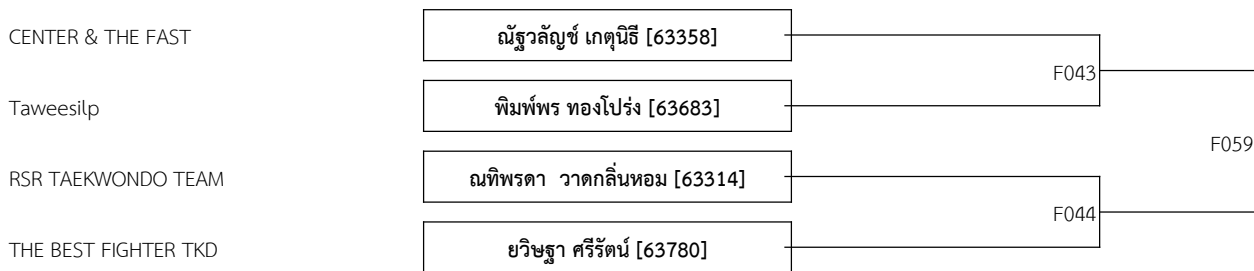 CENTER & THE FAST
ณัฐวลัญช์ เกตุนิธี [63358]
F043
Taweesilp
พิมพ์พร ทองโปร่ง [63683]
F059
RSR TAEKWONDO TEAM
ณทิพรดา วาดกลิ่นหอม [63314]
F044
THE BEST FIGHTER TKD
ยวิษฐา ศรีรัตน์ [63780]